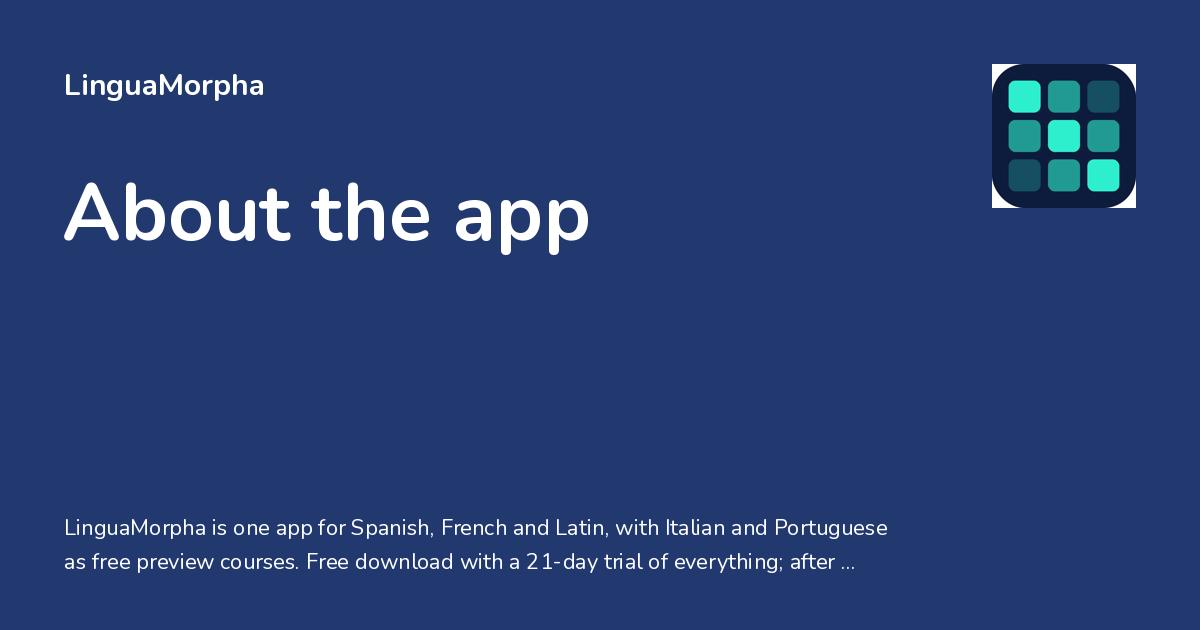 LinguaMorpha
About the app
LinguaMorpha is one app for Spanish, French and Latin, with Italian and Portuguese
as free preview courses. Free download with a 21-day trial of everything; after ...